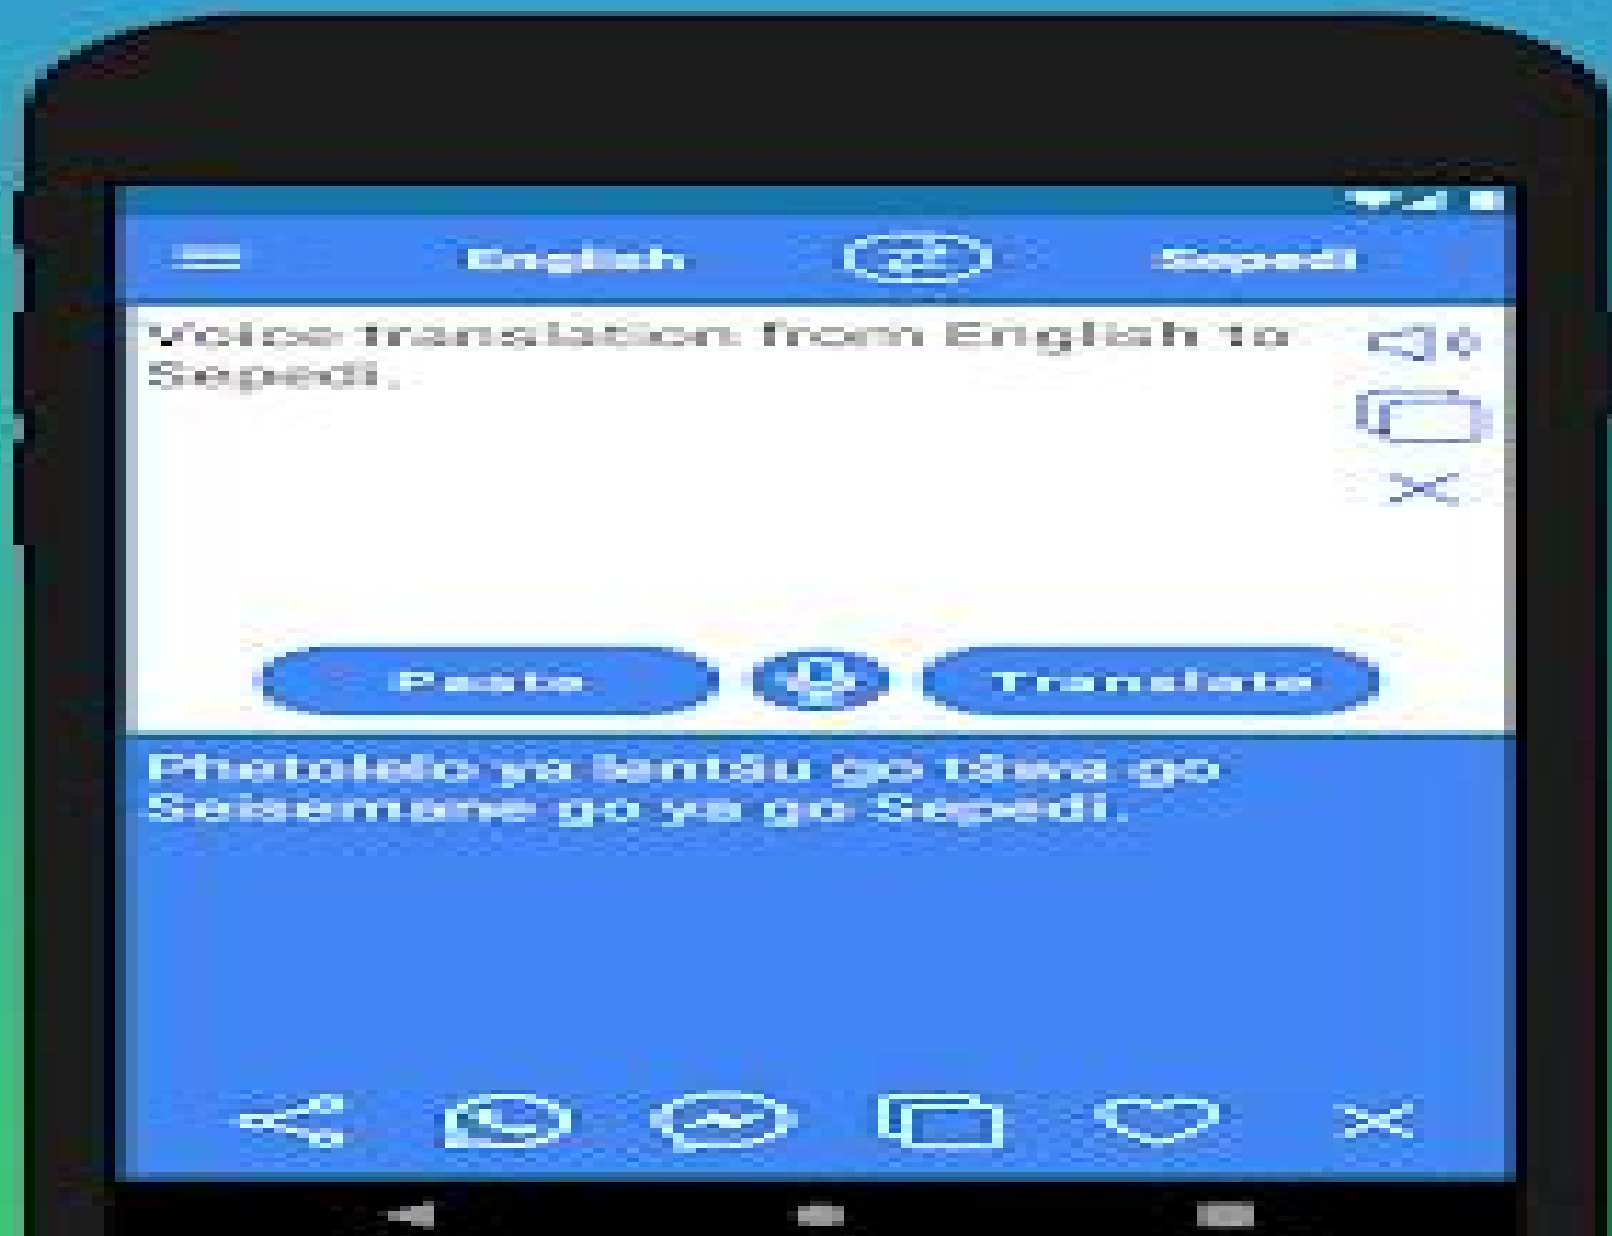 English Sepedi
Voice translation from English to
Sepedi.
Paste Translate
Phetolelo ya lentšu go tšwa go
Seisemane go ya go Sepedi.